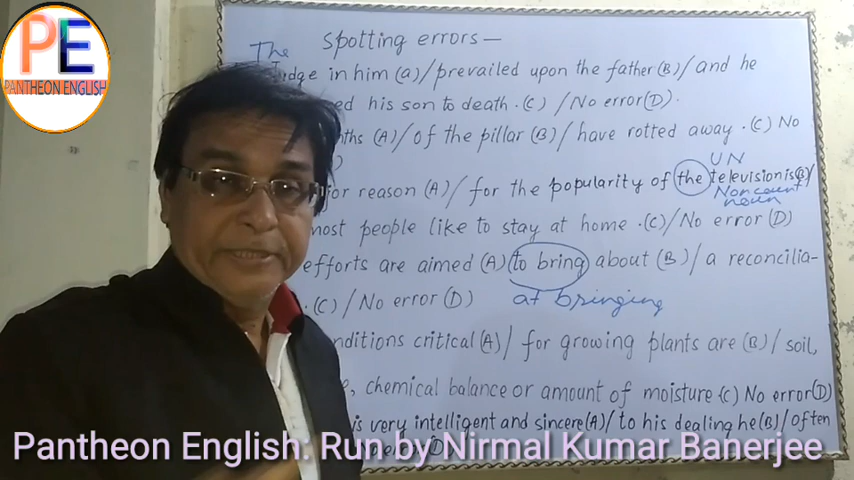 PE
PANTHEON ENGLISH
Spotting errors —
The
Judge in him (a)/prevailed upon the father (B)/ and he
his son to death. (C) / No error (D).
(A)/ of the pillar (B)/ have rotted away. (C) No
UN
reason (A)/ for the popularity of the television is (B)/
Noncount
noun
most people like to stay at home. (C)/ No error (D)
efforts are aimed (A) to bring about (B)/ a reconcilia-
(C)/ No error (D) at bringing
critical (A)/ for growing plants are (B)/ soil,
chemical balance or amount of moisture (C) No error (D)
is very intelligent and sincere (A)/ to his dealing he (B)/ often
Pantheon English: Run by Nirmal Kumar Banerjee